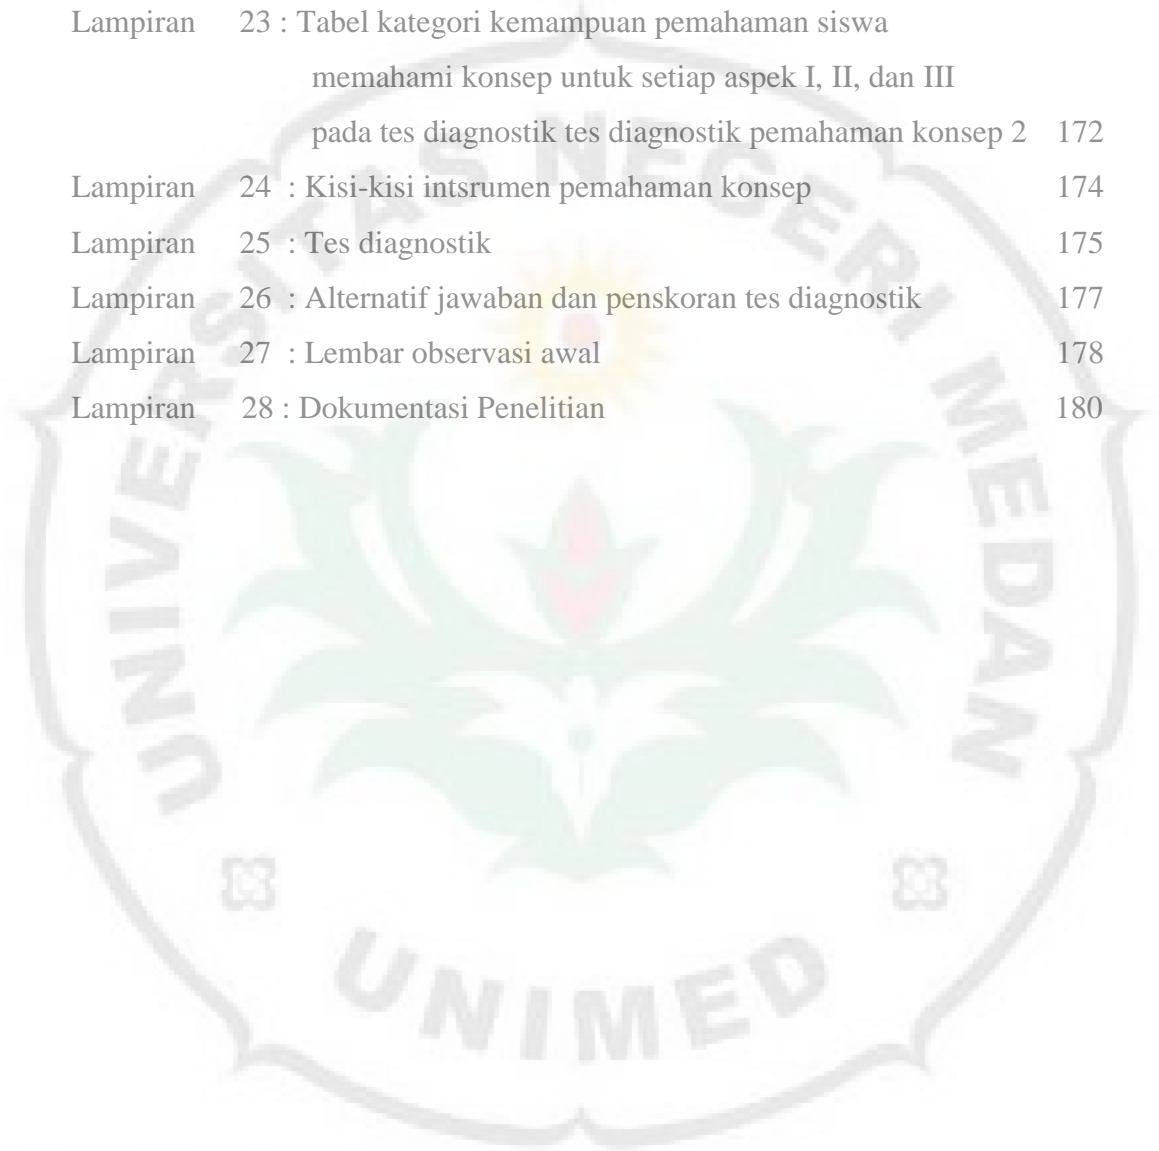 Lampiran 23 : Tabel kategori kemampuan pemahaman siswa
memahami konsep untuk setiap aspek I, II, dan III
pada tes diagnostik tes diagnostik pemahaman konsep 2 172
Lampiran 24 : Kisi-kisi intsrumen pemahaman konsep 174
Lampiran 25 : Tes diagnostik 175
Lampiran 26 : Alternatif jawaban dan penskoran tes diagnostik 177
Lampiran 27 : Lembar observasi awal 178
Lampiran 28 : Dokumentasi Penelitian 180
UNIVERSITAS NEGERI MEDAN
UNIMED